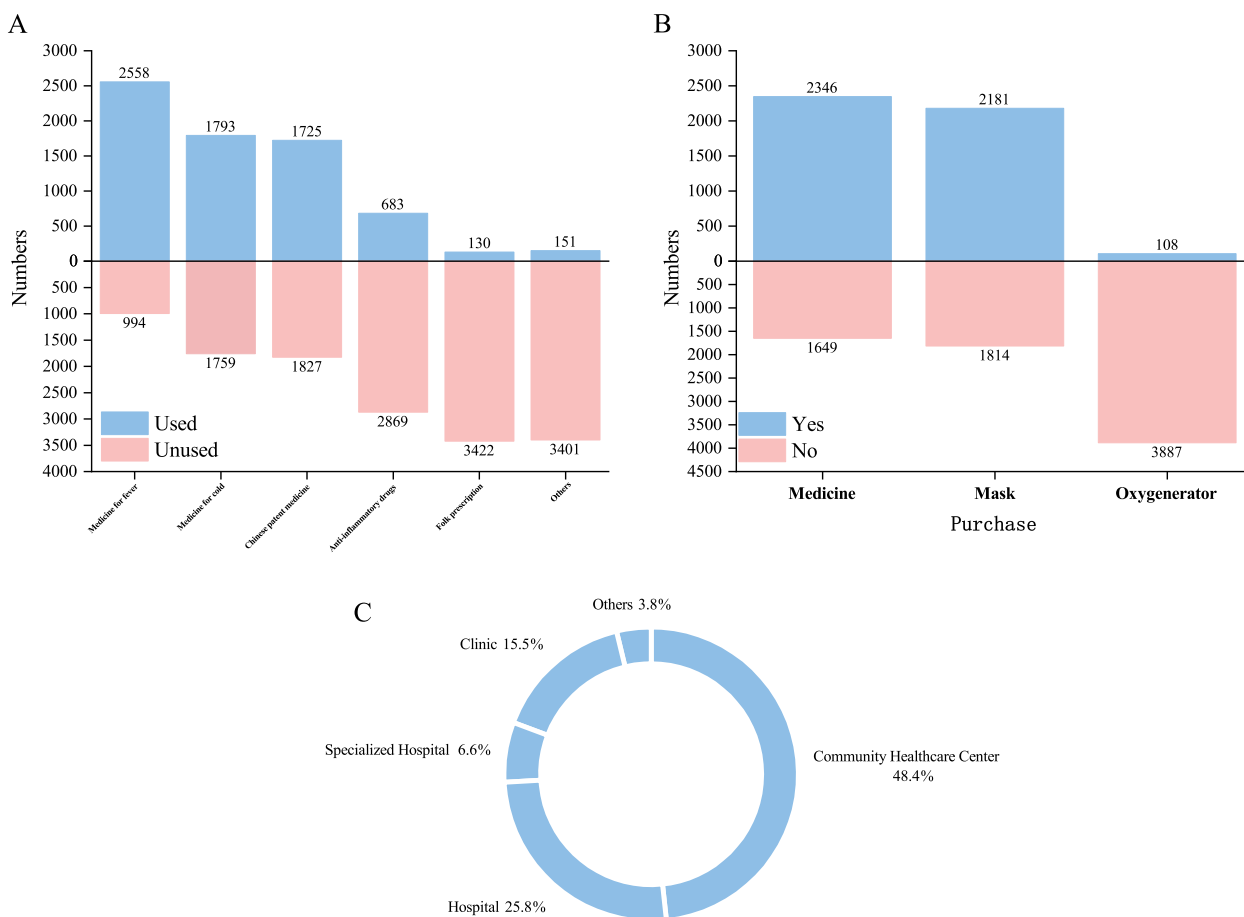 A
Numbers
3000
2500
2000
1500
1000
500
0
500
1000
1500
2000
2500
3000
3500
4000
2558
1793
1725
683
130
151
994
1759
1827
2869
3422
3401
Used
Unused
Medicine for fever
Medicine for cold
Chinese patent medicine
Anti-inflammatory drugs
Folk prescription
Others
B
Numbers
3000
2500
2000
1500
1000
500
0
500
1000
1500
2000
2500
3000
3500
4000
4500
2346
2181
108
1649
1814
3887
Yes
No
Medicine
Mask
Oxygenerator
Purchase
C
Others 3.8%
Clinic 15.5%
Specialized Hospital 6.6%
Community Healthcare Center
48.4%
Hospital 25.8%